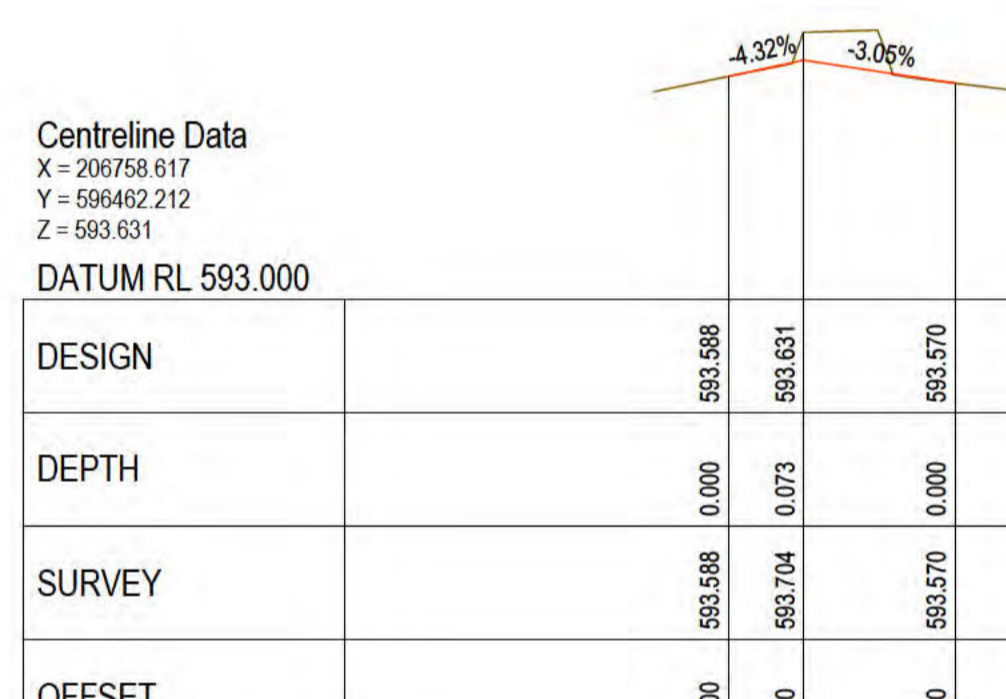 -4.32% -3.05%
Centreline Data
X = 206758.617
Y = 596462.212
Z = 593.631
DATUM RL 593.000
DESIGN 593.588 593.631 593.570
DEPTH 0.000 0.073 0.000
SURVEY 593.588 593.704 593.570
OFFSET